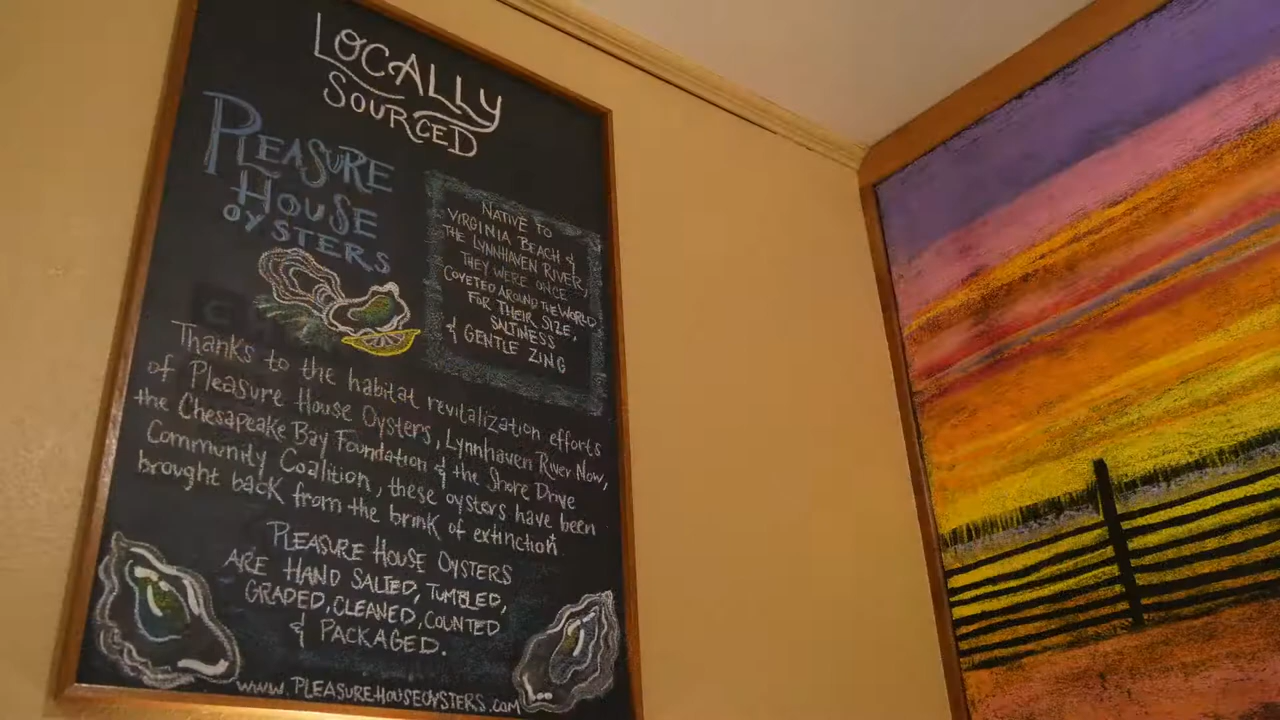 LOCALLY
SOURCED
PLEASURE
HOUSE
OYSTERS
NATIVE TO
VIRGINIA BEACH &
THE LYNNHAVEN RIVER,
THEY WERE ONCE
COVETED AROUND THE WORLD
FOR THEIR SIZE,
SALTINESS
& GENTLE ZING
Thanks to the habitat revitalization efforts
of Pleasure House Oysters, Lynnhaven River Now,
the Chesapeake Bay Foundation & the Shore Drive
Community Coalition, these oysters have been
brought back from the brink of extinction
PLEASURE HOUSE OYSTERS
ARE HAND SALTED, TUMBLED,
GRADED, CLEANED, COUNTED
& PACKAGED.
WWW.PLEASUREHOUSEOYSTERS.COM